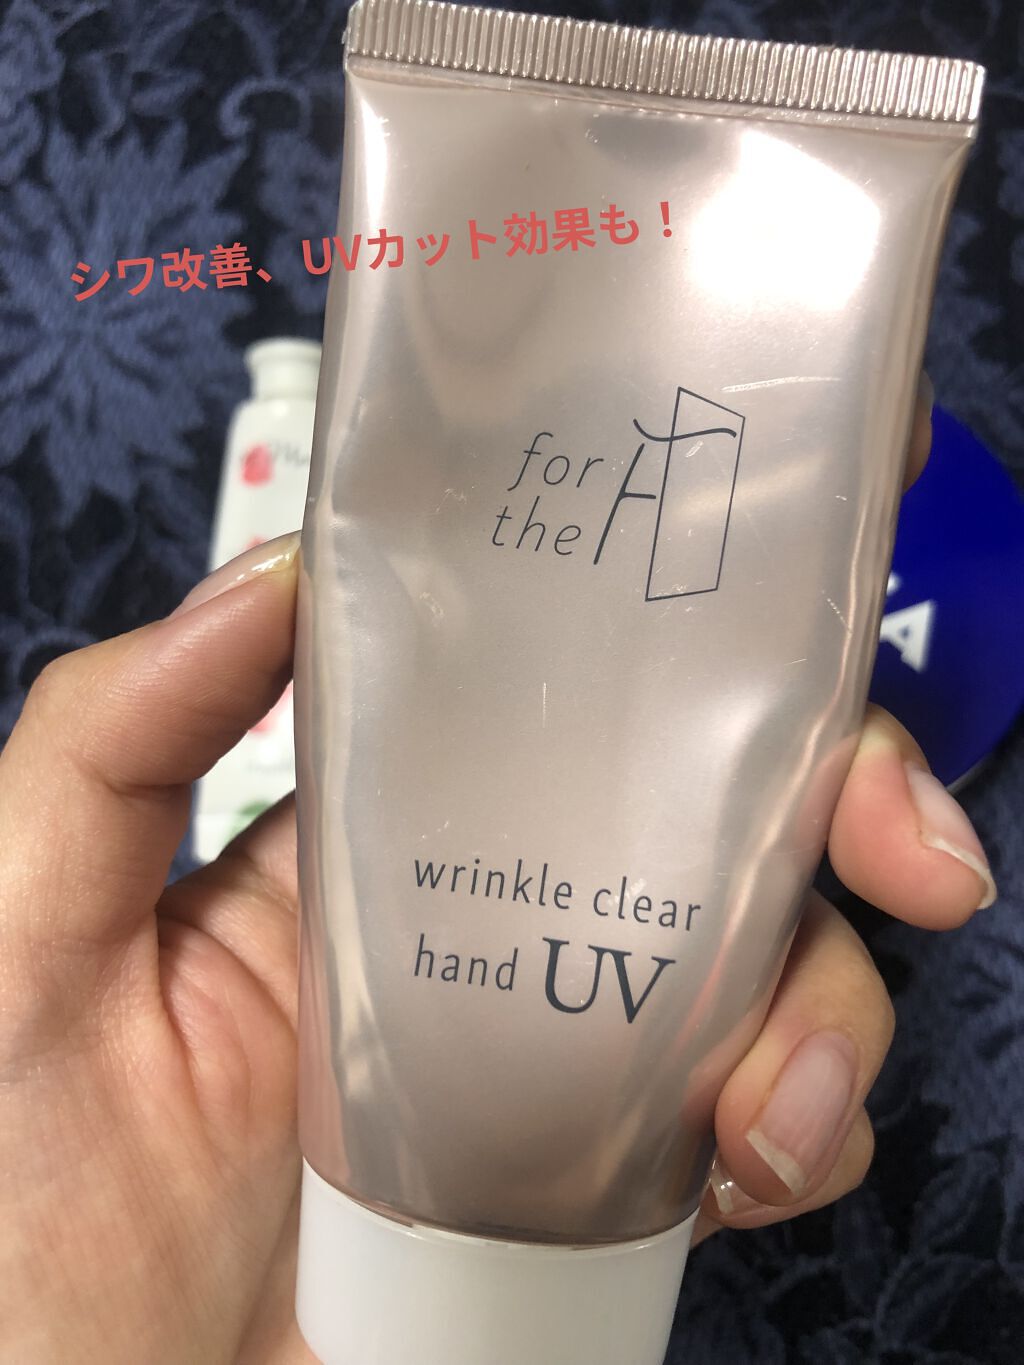 シワ改善、UVカット効果も！
for
the
wrinkle clear
hand UV